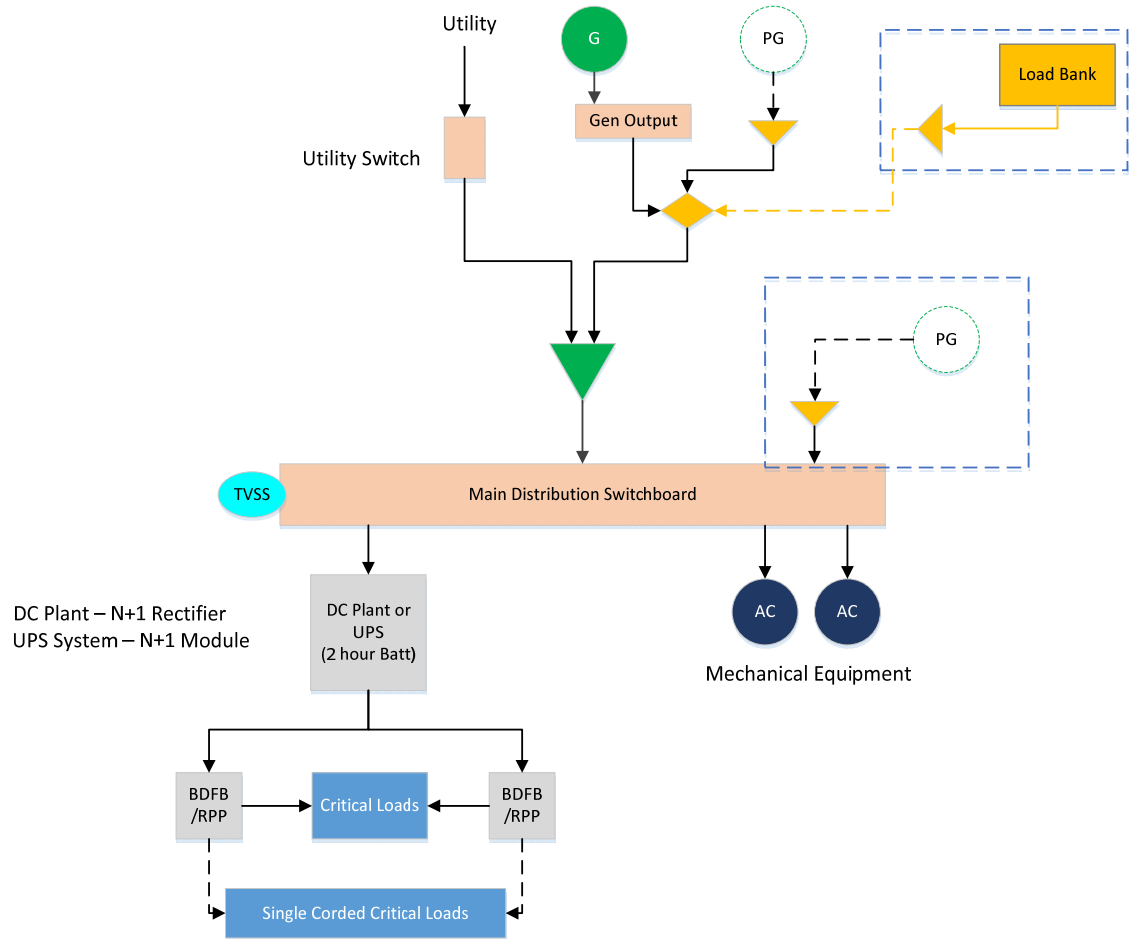 Utility
G
PG
Load Bank
Gen Output
Utility Switch
PG
TVSS
Main Distribution Switchboard
DC Plant – N+1 Rectifier
UPS System – N+1 Module
DC Plant or
UPS
(2 hour Batt)
AC
AC
Mechanical Equipment
BDFB
/RPP
Critical Loads
BDFB
/RPP
Single Corded Critical Loads